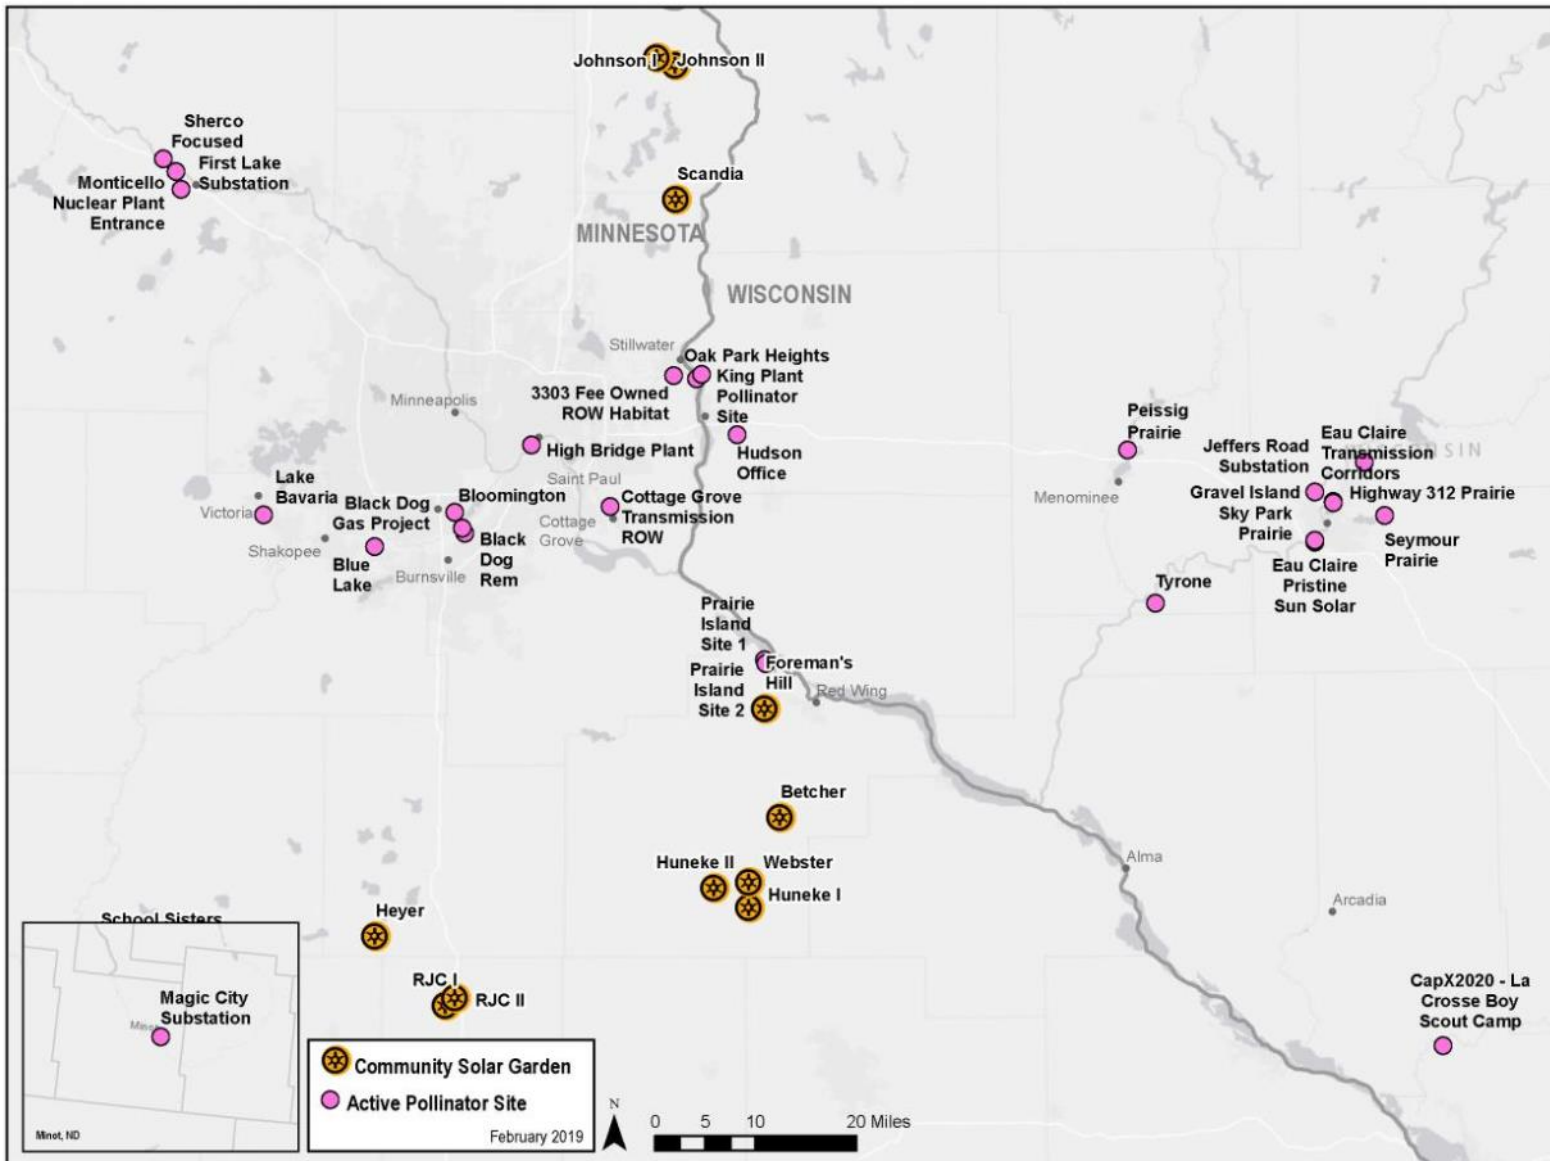 Johnson I
Johnson II
Sherco
Focused
First Lake
Substation
Monticello
Nuclear Plant
Entrance
Scandia
MINNESOTA
WISCONSIN
Stillwater
Oak Park Heights
King Plant
Pollinator
Site
3303 Fee Owned
ROW Habitat
Minneapolis
High Bridge Plant
Hudson
Office
Saint Paul
Peissig
Prairie
Menominee
Jeffers Road
Substation
Eau Claire
Transmission
Corridors
WISCONSIN
Gravel Island
Sky Park
Prairie
Highway 312 Prairie
Seymour
Prairie
Eau Claire
Pristine
Sun Solar
Tyrone
Lake
Bavaria
Victoria
Black Dog
Gas Project
Bloomington
Shakopee
Blue
Lake
Burnsville
Black
Dog
Rem
Cottage Grove
Transmission
ROW
Cottage
Grove
Prairie
Island
Site 1
Prairie
Island
Site 2
Foreman's
Hill
Red Wing
Betcher
Huneke II
Webster
Huneke I
Alma
Arcadia
School Sisters
Heyer
RJC I
RJC II
Magic City
Substation
Minot
Minot, ND
CapX2020 - La
Crosse Boy
Scout Camp
Community Solar Garden
Active Pollinator Site
February 2019
N
0 5 10 20 Miles